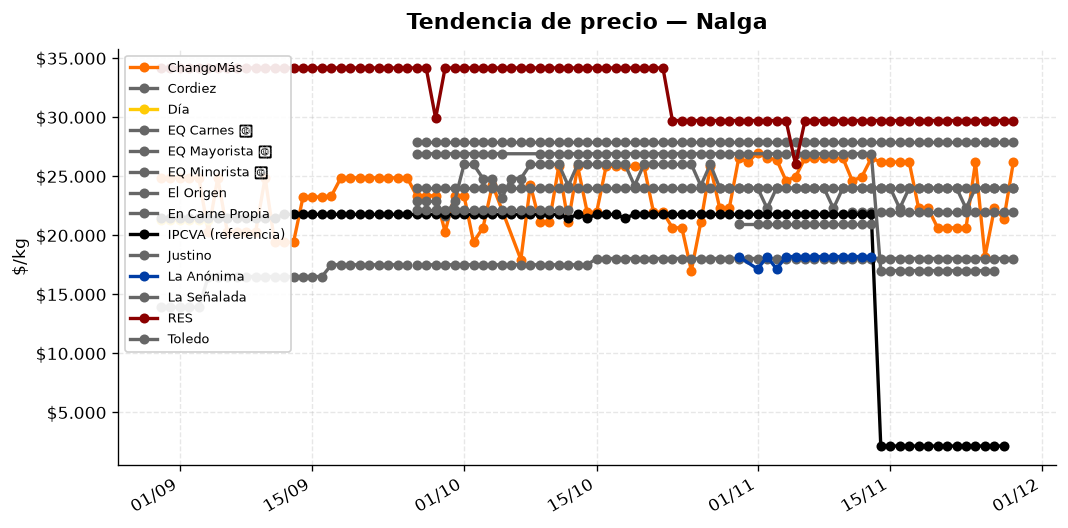 Tendencia de precio — Nalga
$/kg
$35.000
$30.000
$25.000
$20.000
$15.000
$10.000
$5.000
ChangoMás
Cordiez
Día
EQ Carnes
EQ Mayorista
EQ Minorista
El Origen
En Carne Propia
IPCVA (referencia)
Justino
La Anónima
La Señalada
RES
Toledo
01/09
15/09
01/10
15/10
01/11
15/11
01/12